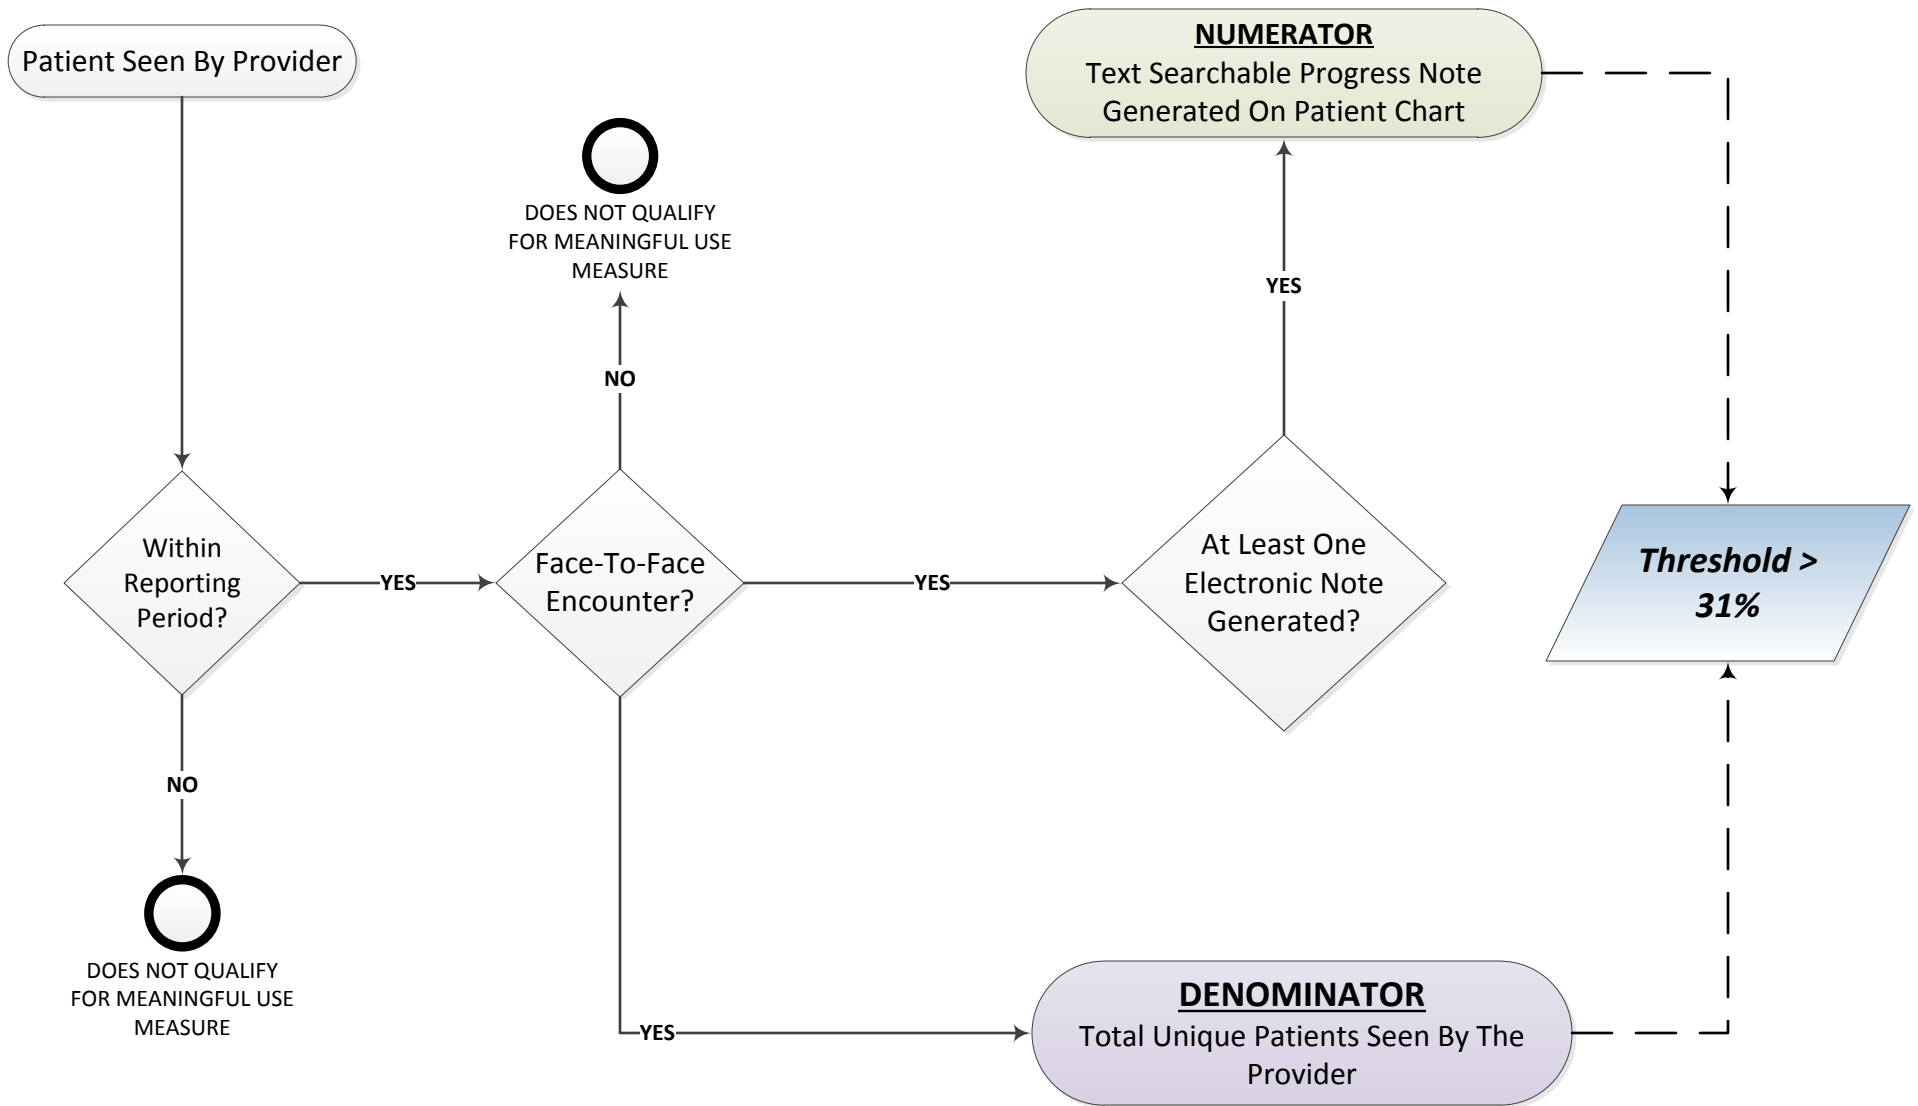 Patient Seen By Provider
NUMERATOR
Text Searchable Progress Note
Generated On Patient Chart
DOES NOT QUALIFY
FOR MEANINGFUL USE
MEASURE
YES
NO
Within
Reporting
Period?
YES
Face-To-Face
Encounter?
YES
At Least One
Electronic Note
Generated?
Threshold >
31%
NO
DOES NOT QUALIFY
FOR MEANINGFUL USE
MEASURE
YES
DENOMINATOR
Total Unique Patients Seen By The
Provider